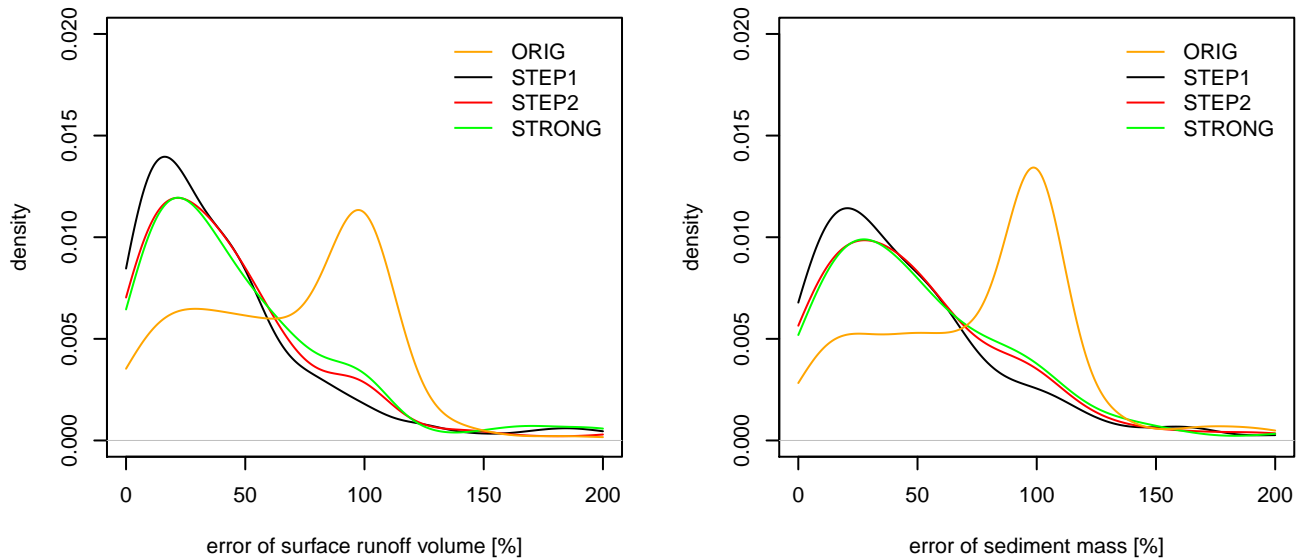 0.020
0.015
0.010
0.005
0.000
density
0 50 100 150 200
error of surface runoff volume [%]
ORIG
STEP1
STEP2
STRONG
0.020
0.015
0.010
0.005
0.000
density
0 50 100 150 200
error of sediment mass [%]
ORIG
STEP1
STEP2
STRONG